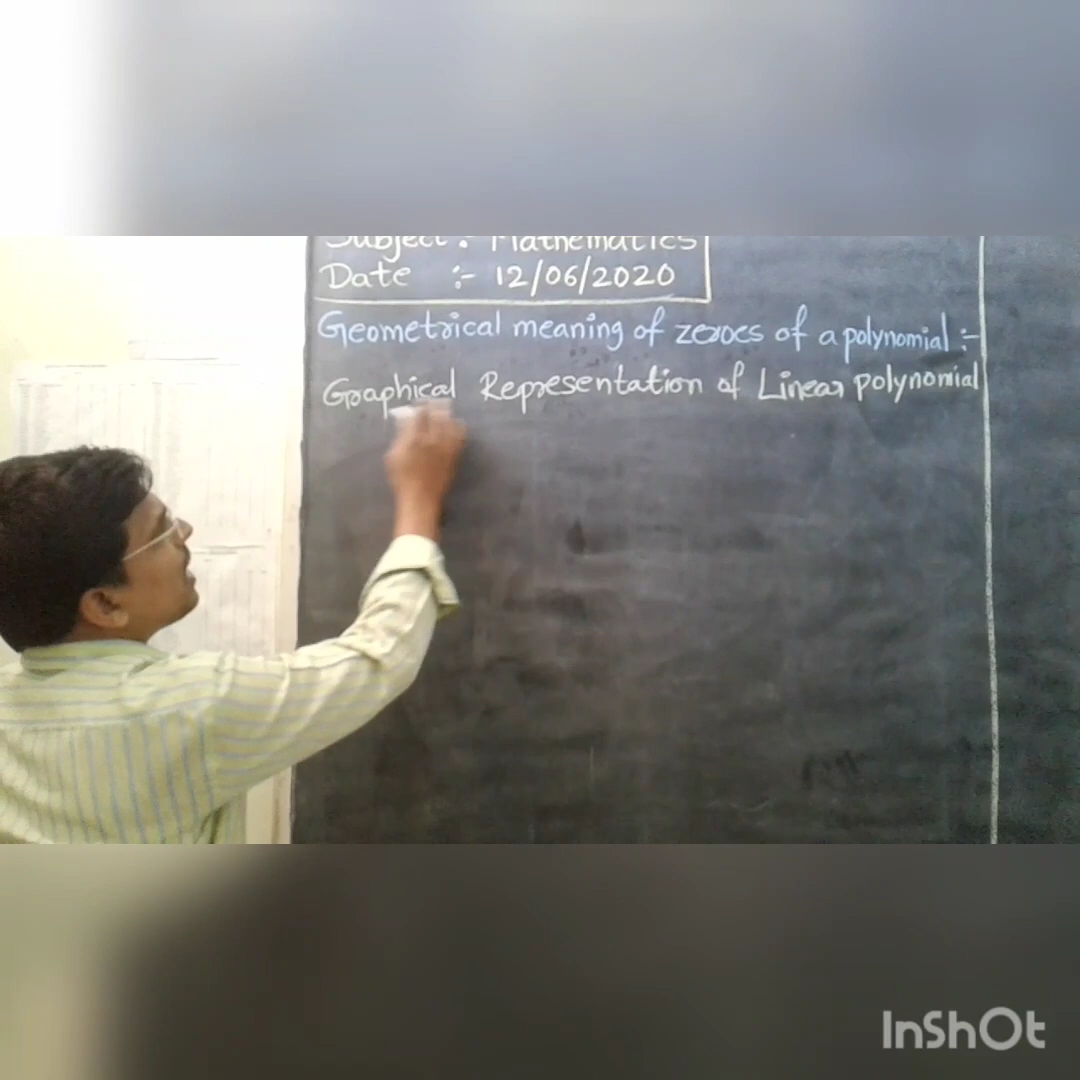 Subject :- Mathematics
Date :- 12/06/2020
Geometrical meaning of zeroes of a polynomial :-
Graphical Representation of Linear polynomial
InShOt